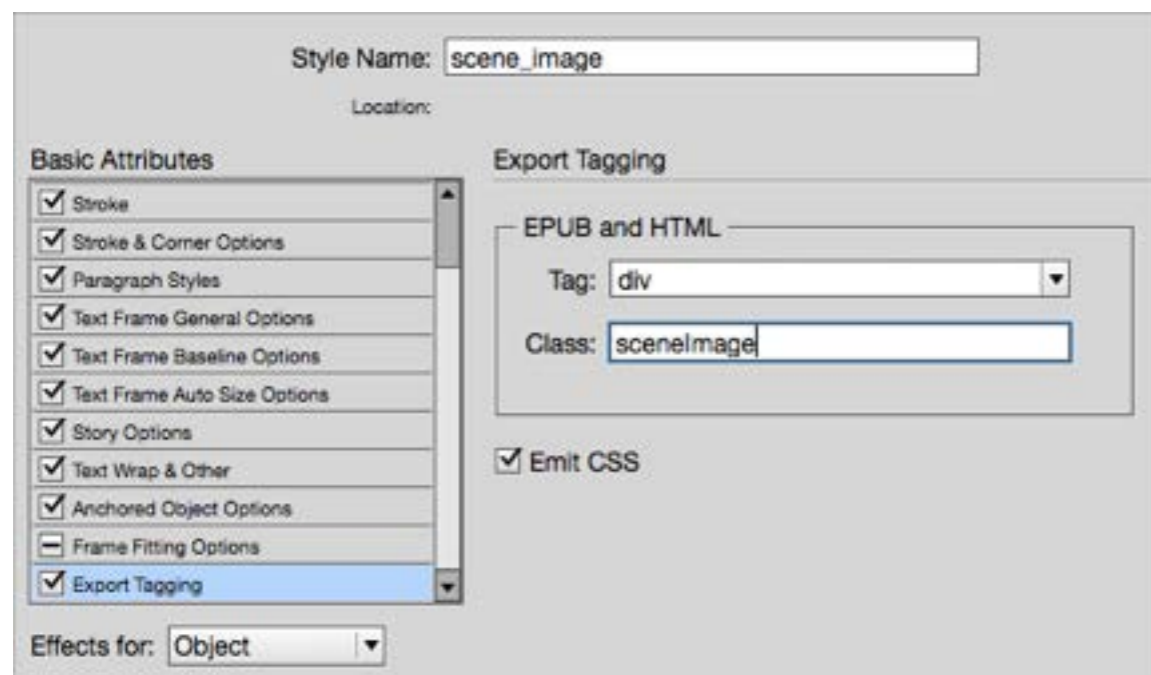 Style Name: scene_image
Location:
Basic Attributes
Stroke
Stroke & Corner Options
Paragraph Styles
Text Frame General Options
Text Frame Baseline Options
Text Frame Auto Size Options
Story Options
Text Wrap & Other
Anchored Object Options
Frame Fitting Options
Export Tagging
Effects for: Object
Export Tagging
EPUB and HTML
Tag: div
Class: sceneImage
Emit CSS